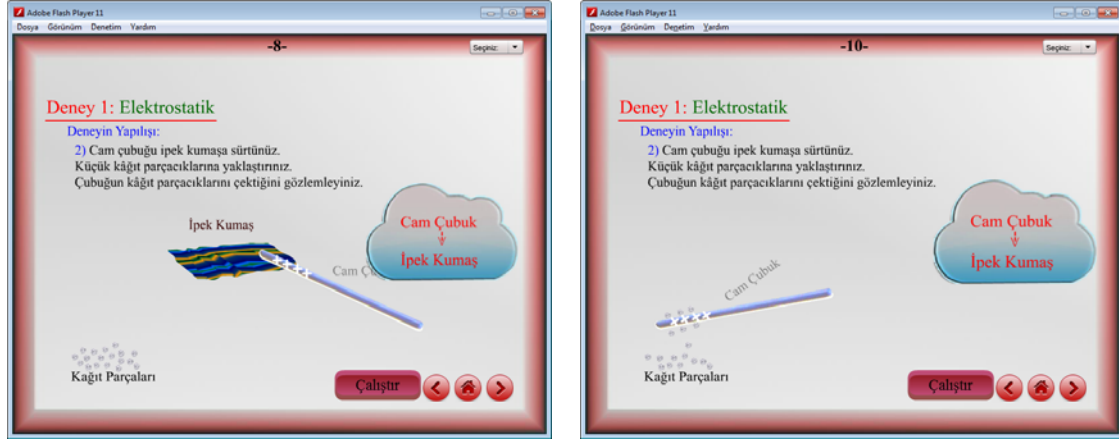 Adobe Flash Player 11
Dosya Görünüm Denetim Yardım
-8-
Seçiniz:
Deney 1: Elektrostatik
Deneyin Yapılışı:
2) Cam çubuğu ipek kumaşa sürtünüz.
Küçük kâğıt parçacıklarına yaklaştırınız.
Çubuğun kâğıt parçacıklarını çektiğini gözlemleyiniz.
İpek Kumaş
Cam Çubuk
İpek Kumaş
Cam Çu
Kağıt Parçaları
Çalıştır
Adobe Flash Player 11
Dosya Görünüm Denetim Yardım
-10-
Seçiniz:
Deney 1: Elektrostatik
Deneyin Yapılışı:
2) Cam çubuğu ipek kumaşa sürtünüz.
Küçük kâğıt parçacıklarına yaklaştırınız.
Çubuğun kâğıt parçacıklarını çektiğini gözlemleyiniz.
Cam Çubuk
İpek Kumaş
Cam Çubuk
Kağıt Parçaları
Çalıştır